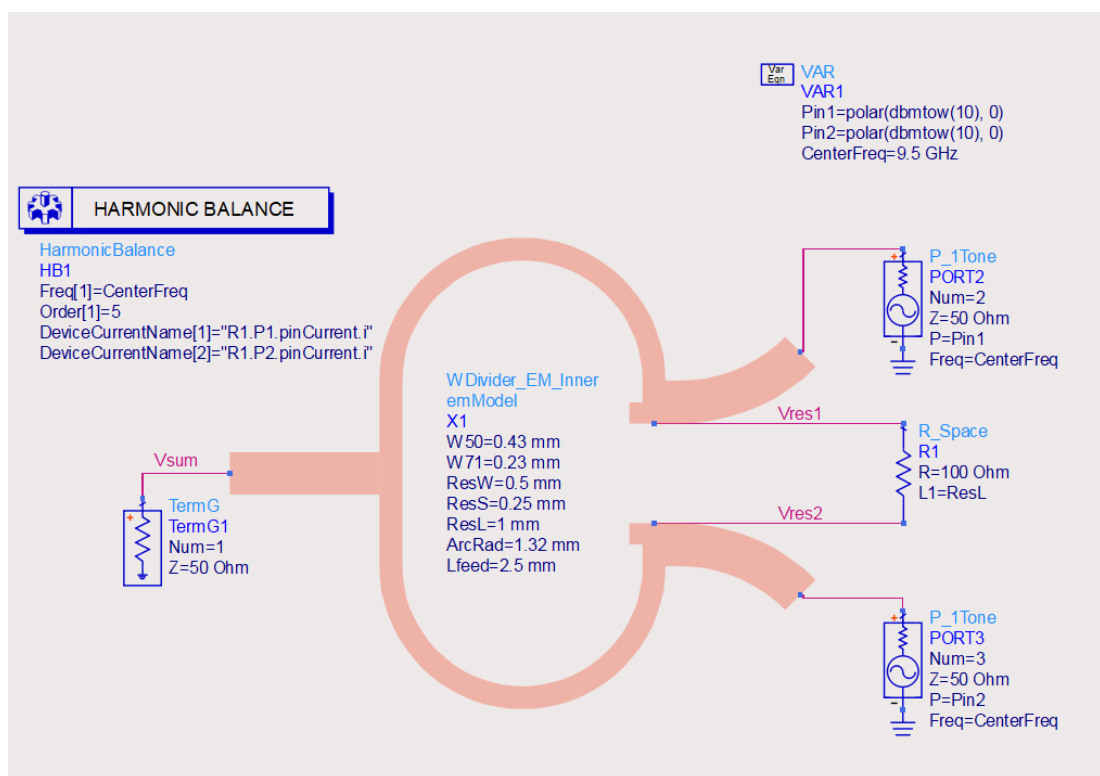 Var
Eqn
VAR
VAR1
Pin1=polar(dbmtow(10), 0)
Pin2=polar(dbmtow(10), 0)
CenterFreq=9.5 GHz
HARMONIC BALANCE
HarmonicBalance
HB1
Freq[1]=CenterFreq
Order[1]=5
DeviceCurrentName[1]="R1.P1.pinCurrent.i"
DeviceCurrentName[2]="R1.P2.pinCurrent.i"
+
P_1Tone
PORT2
Num=2
Z=50 Ohm
P=Pin1
Freq=CenterFreq
-
WDivider_EM_Inner
emModel
X1
W50=0.43 mm
W71=0.23 mm
ResW=0.5 mm
ResS=0.25 mm
ResL=1 mm
ArcRad=1.32 mm
Lfeed=2.5 mm
Vres1
R_Space
R1
R=100 Ohm
L1=ResL
Vres2
Vsum
+
TermG
TermG1
Num=1
Z=50 Ohm
+
P_1Tone
PORT3
Num=3
Z=50 Ohm
P=Pin2
Freq=CenterFreq
-